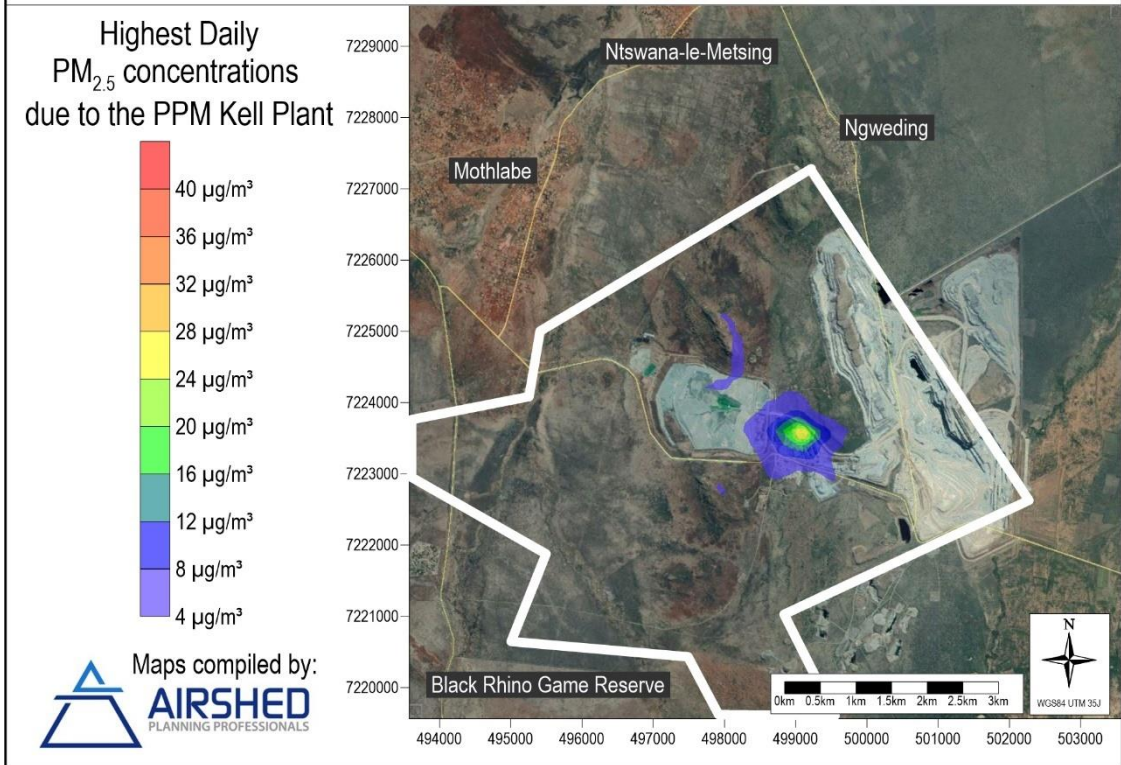 Highest Daily
PM₂.₅ concentrations
due to the PPM Kell Plant
40 µg/m³
36 µg/m³
32 µg/m³
28 µg/m³
24 µg/m³
20 µg/m³
16 µg/m³
12 µg/m³
8 µg/m³
4 µg/m³
Maps compiled by:
AIRSHED
PLANNING PROFESSIONALS
7229000
7228000
7227000
7226000
7225000
7224000
7223000
7222000
7221000
7220000
Ntswana-le-Metsing
Ngweding
Mothlabe
Black Rhino Game Reserve
0km 0.5km 1km 1.5km 2km 2.5km 3km
N
WGS84 UTM 35J
494000 495000 496000 497000 498000 499000 500000 501000 502000 503000